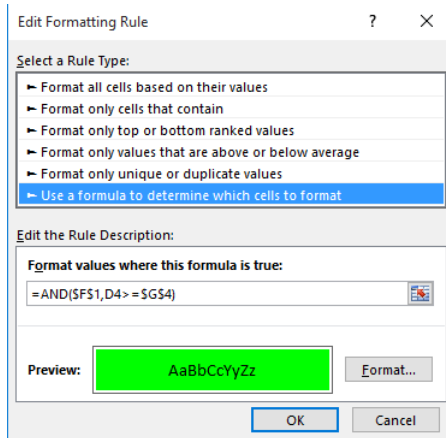 Edit Formatting Rule ? ×
Select a Rule Type:
► Format all cells based on their values
► Format only cells that contain
► Format only top or bottom ranked values
► Format only values that are above or below average
► Format only unique or duplicate values
► Use a formula to determine which cells to format
Edit the Rule Description:
Format values where this formula is true:
=AND($F$1,D4>=$G$4)
Preview: AaBbCcYyZz Format...
OK Cancel